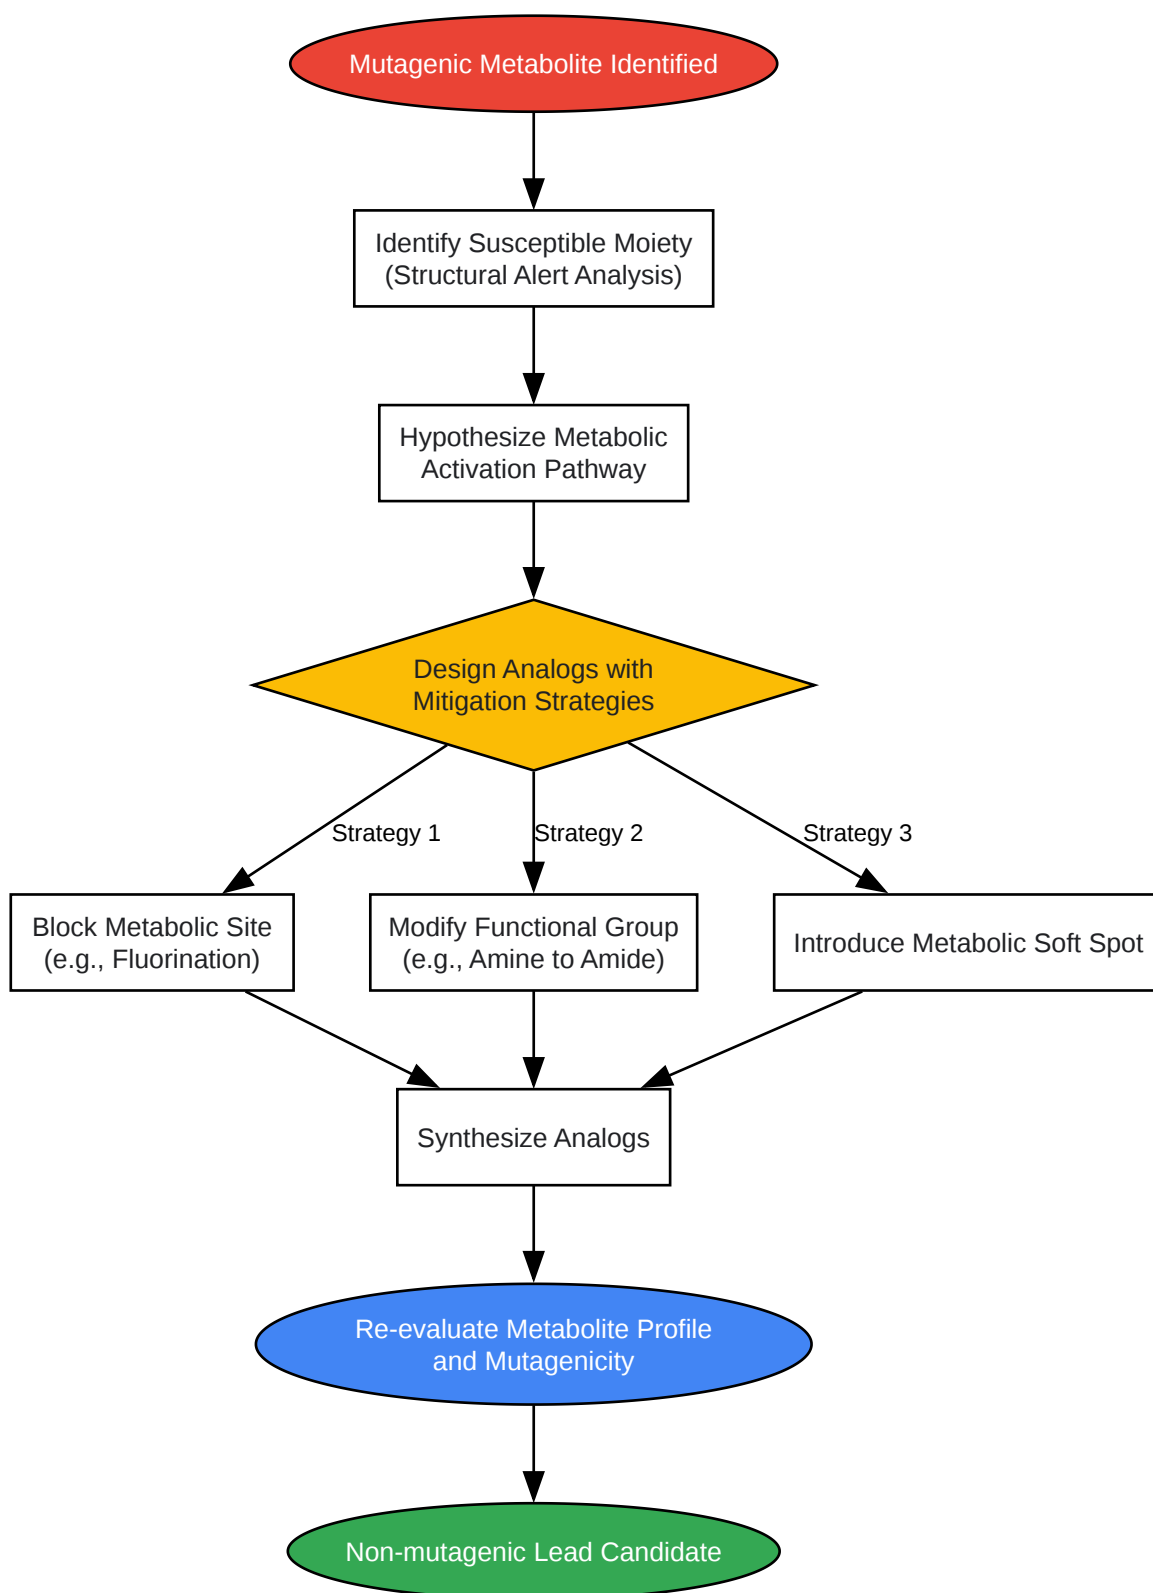 Mutagenic Metabolite Identified
Identify Susceptible Moiety
(Structural Alert Analysis)
Hypothesize Metabolic
Activation Pathway
Design Analogs with
Mitigation Strategies
Strategy 1
Strategy 2
Strategy 3
Block Metabolic Site
(e.g., Fluorination)
Modify Functional Group
(e.g., Amine to Amide)
Introduce Metabolic Soft Spot
Synthesize Analogs
Re-evaluate Metabolite Profile
and Mutagenicity
Non-mutagenic Lead Candidate